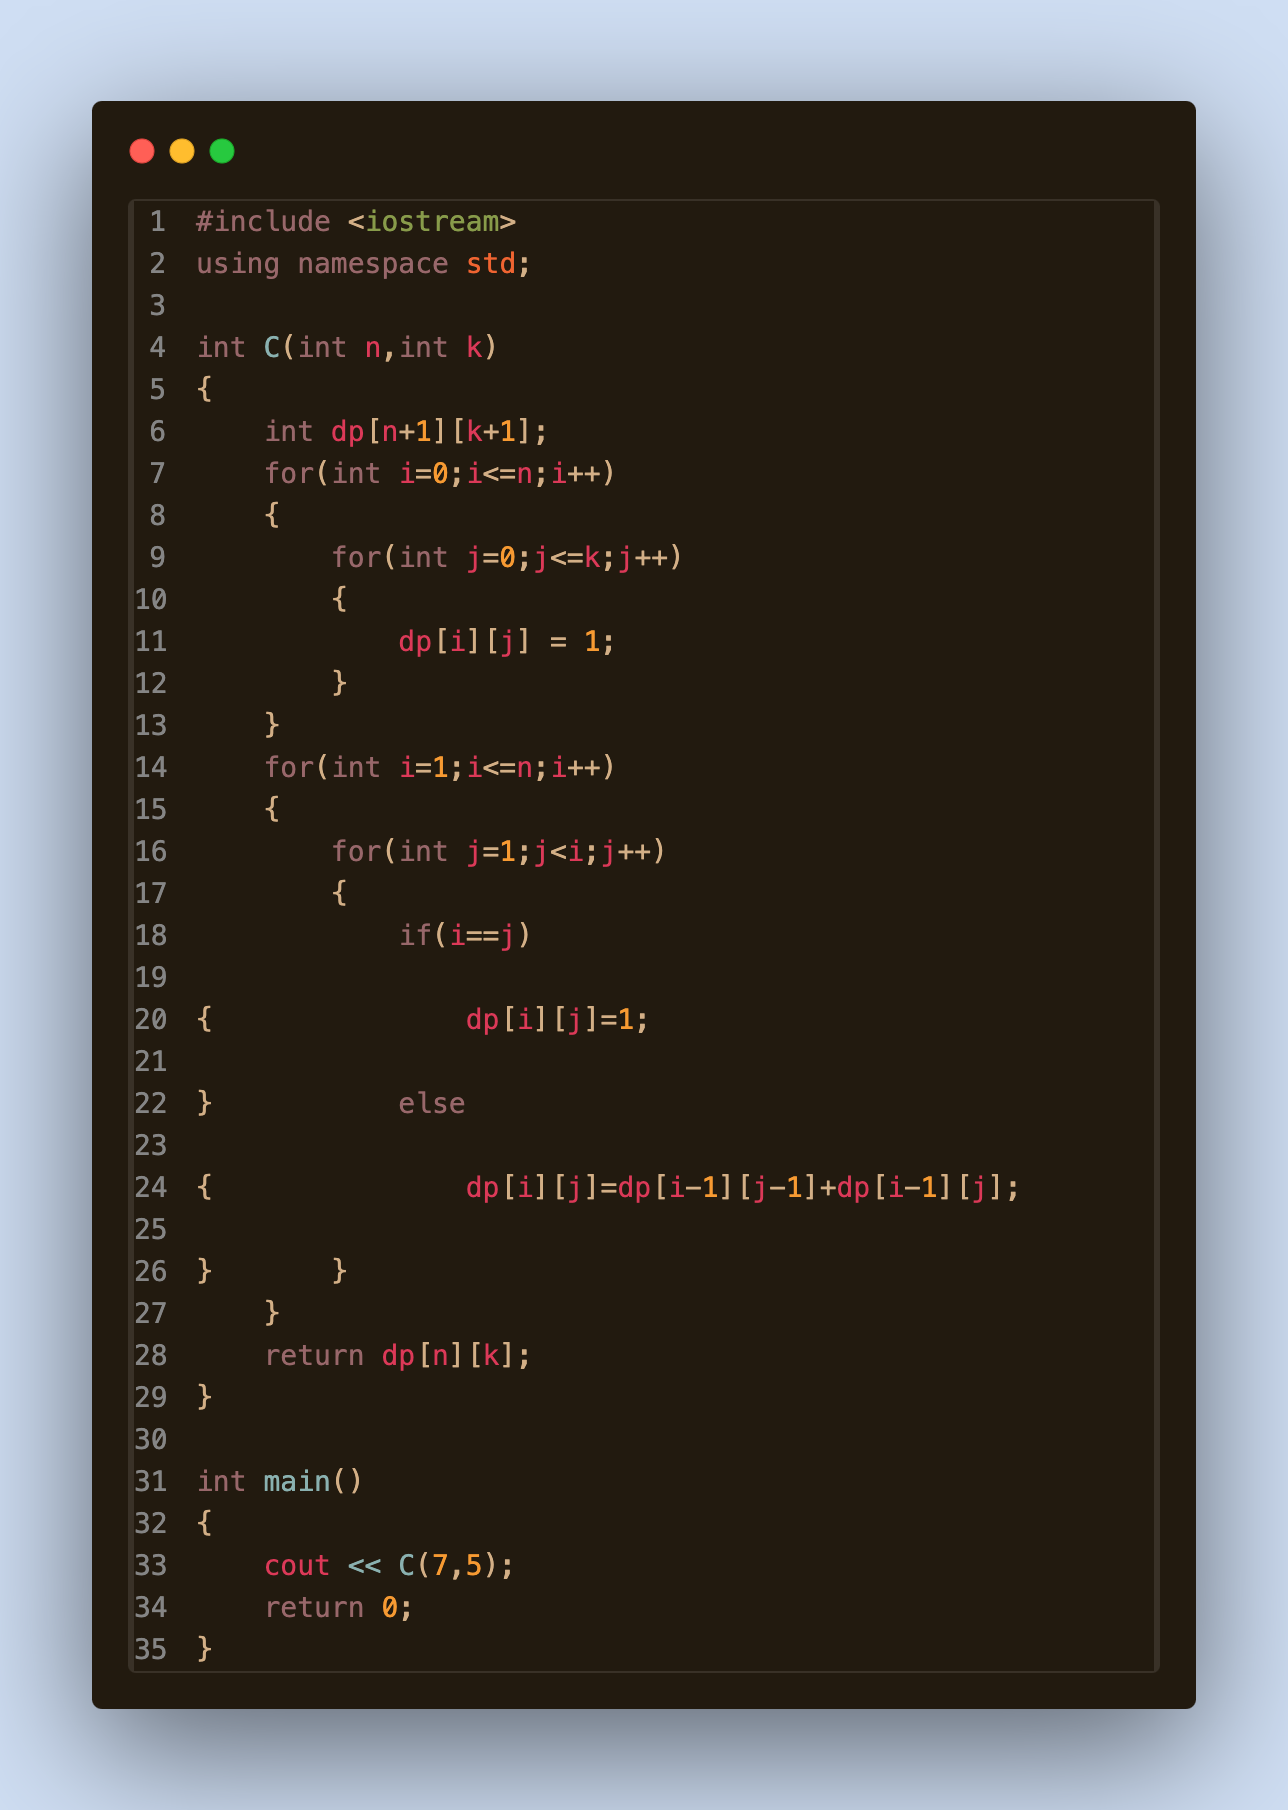 1 #include <iostream>
2 using namespace std;
3
4 int C(int n,int k)
5 {
6     int dp[n+1][k+1];
7     for(int i=0;i<=n;i++)
8     {
9         for(int j=0;j<=k;j++)
10         {
11             dp[i][j] = 1;
12         }
13     }
14     for(int i=1;i<=n;i++)
15     {
16         for(int j=1;j<i;j++)
17         {
18             if(i==j)
19
20 {               dp[i][j]=1;
21
22 }           else
23
24 {               dp[i][j]=dp[i-1][j-1]+dp[i-1][j];
25
26 }       }
27     }
28     return dp[n][k];
29 }
30
31 int main()
32 {
33     cout << C(7,5);
34     return 0;
35 }